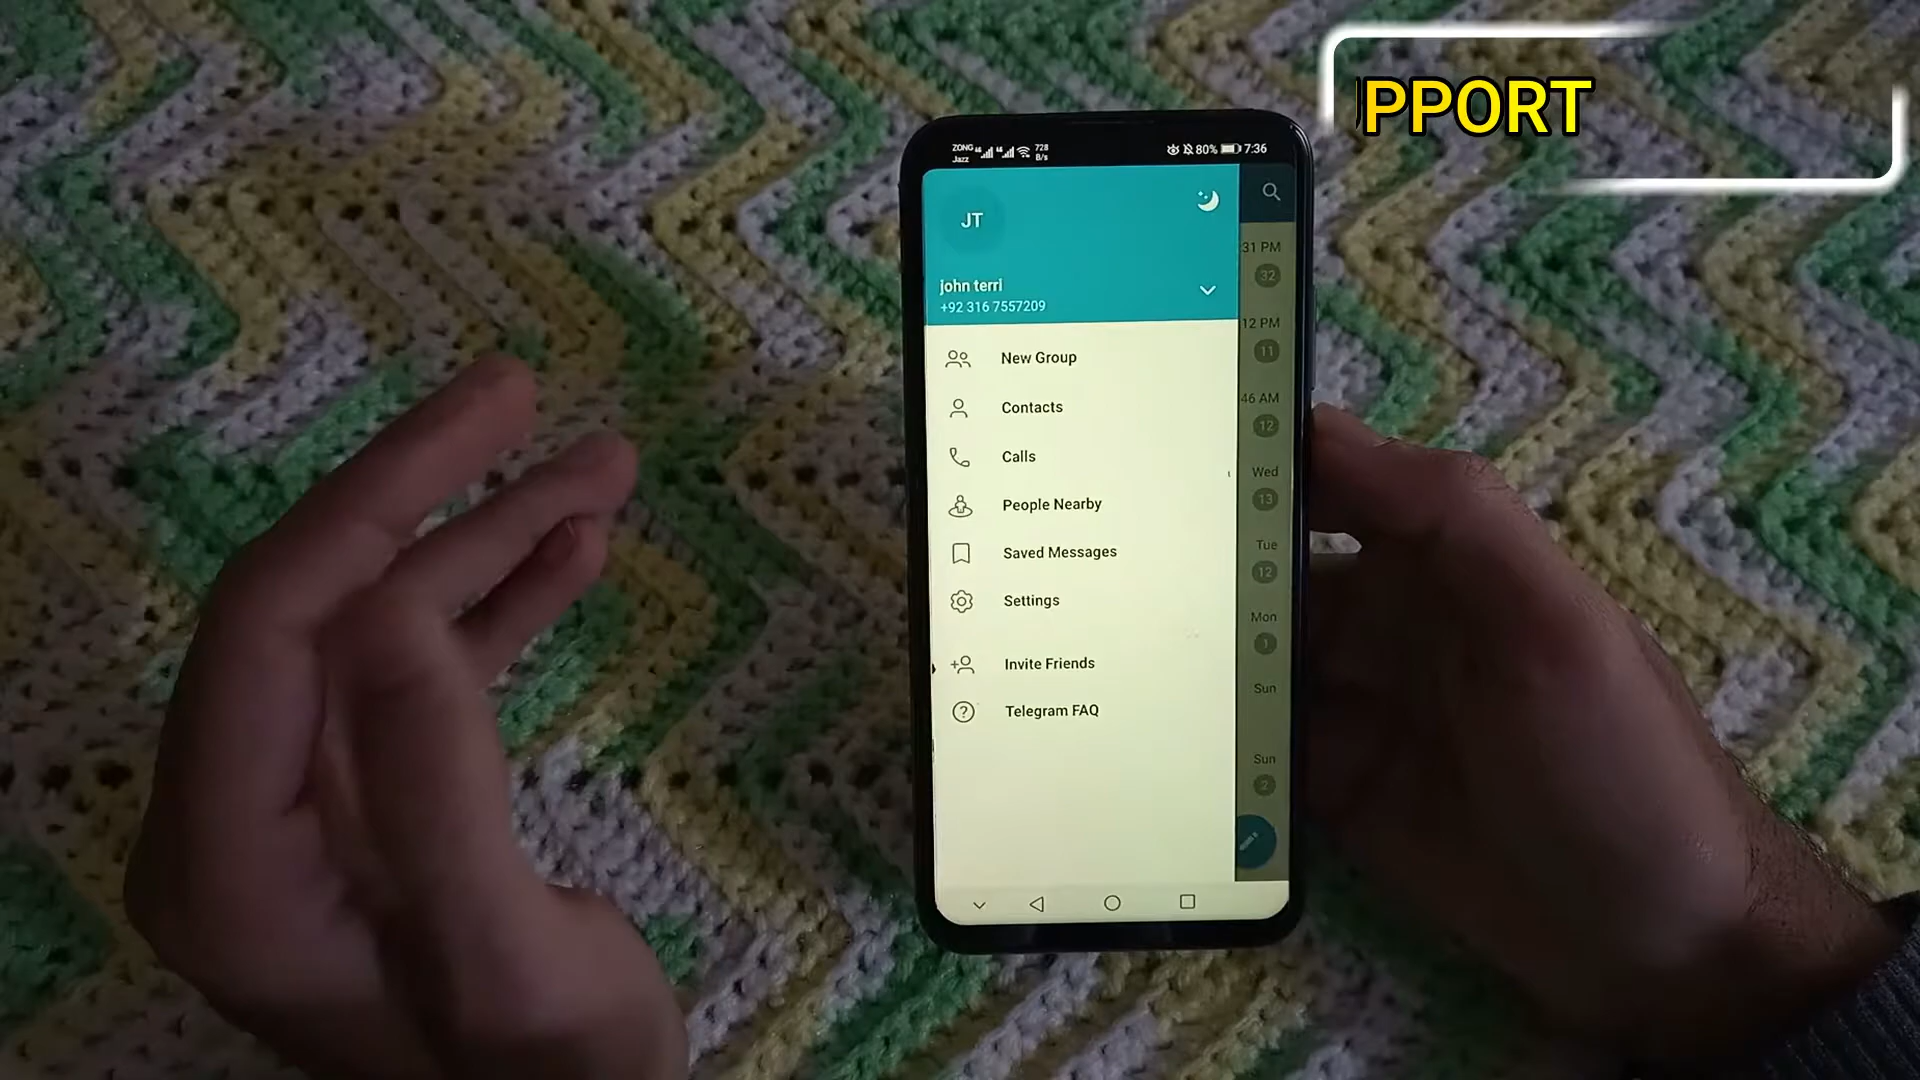 PPORT
ZONG
Jazz
728
B/s
80%
7:36
JT
john terri
+92 316 7557209
New Group
Contacts
Calls
People Nearby
Saved Messages
Settings
Invite Friends
Telegram FAQ
31 PM
32
12 PM
11
46 AM
12
Wed
13
Tue
12
Mon
1
Sun
Sun
2